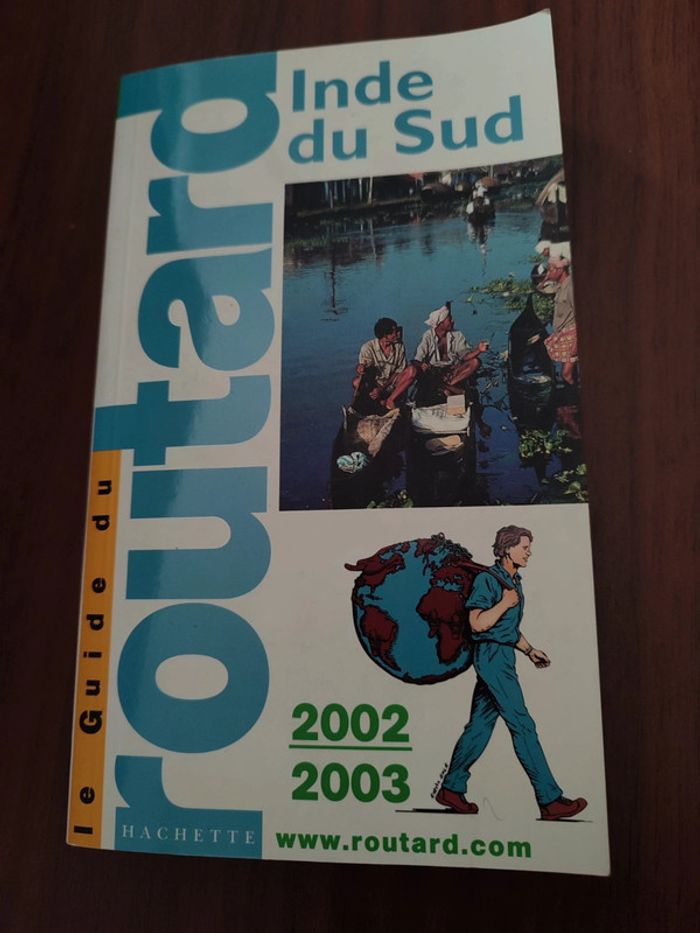 le Guide du
routard
HACHETTE
Inde
du Sud
2002
2003
www.routard.com